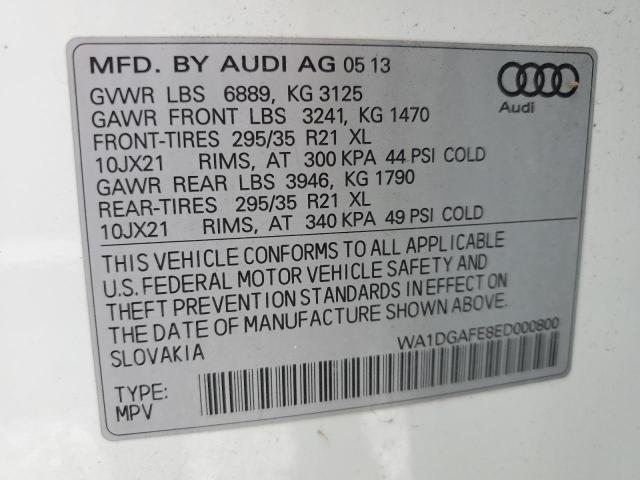 MFD. BY AUDI AG 05 13
GVWR LBS 6889, KG 3125
GAWR FRONT LBS 3241, KG 1470
FRONT-TIRES 295/35 R21 XL
10JX21 RIMS, AT 300 KPA 44 PSI COLD
GAWR REAR LBS 3946, KG 1790
REAR-TIRES 295/35 R21 XL
10JX21 RIMS, AT 340 KPA 49 PSI COLD
Audi
THIS VEHICLE CONFORMS TO ALL APPLICABLE
U.S. FEDERAL MOTOR VEHICLE SAFETY AND
THEFT PREVENTION STANDARDS IN EFFECT ON
THE DATE OF MANUFACTURE SHOWN ABOVE.
SLOVAKIA
WA1DGAFE8ED000800
TYPE:
MPV